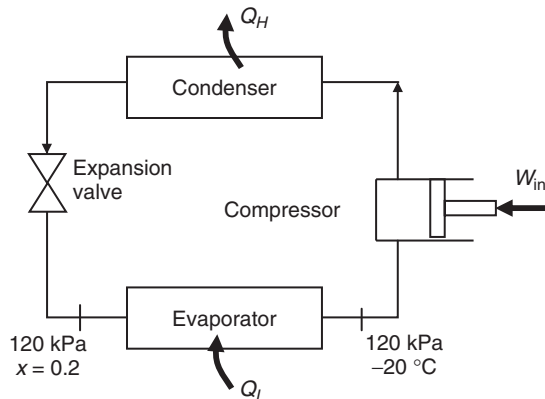 Q_H
Condenser
Expansion
valve
Compressor
W_in
Evaporator
120 kPa
x = 0.2
120 kPa
−20 °C
Q_L